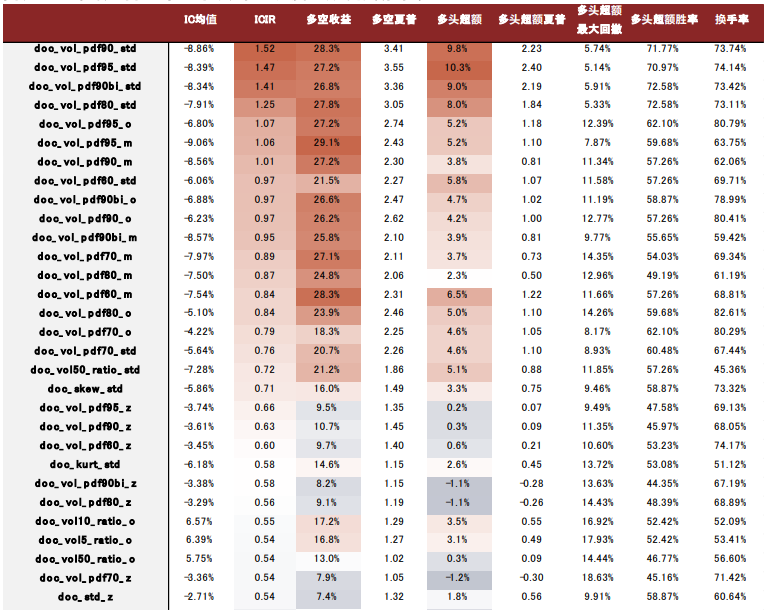 IC均值 ICIR 多空收益 多空夏普 多头超额 多头超额夏普 多头超额最大回撤 多头超额胜率 换手率
doo_vol_pdf90_std -8.86% 1.52 28.3% 3.41 9.8% 2.23 5.74% 71.77% 73.74%
doo_vol_pdf95_std -8.39% 1.47 27.2% 3.55 10.3% 2.40 5.14% 70.97% 74.14%
doo_vol_pdf90bi_std -8.34% 1.41 26.8% 3.36 9.0% 2.19 5.91% 72.58% 73.42%
doo_vol_pdf80_std -7.91% 1.25 27.8% 3.05 8.0% 1.84 5.33% 72.58% 73.11%
doo_vol_pdf95_o -6.80% 1.07 27.2% 2.74 5.2% 1.18 12.39% 62.10% 80.79%
doo_vol_pdf95_m -9.06% 1.06 29.1% 2.43 5.2% 1.10 7.87% 59.68% 63.75%
doo_vol_pdf90_m -8.56% 1.01 27.2% 2.30 3.8% 0.81 11.34% 57.26% 62.06%
doo_vol_pdf60_std -6.06% 0.97 21.5% 2.27 5.8% 1.07 11.58% 57.26% 69.71%
doo_vol_pdf90bi_o -6.88% 0.97 26.6% 2.47 4.7% 1.02 11.19% 58.87% 78.99%
doo_vol_pdf90_o -6.23% 0.97 26.2% 2.62 4.2% 1.00 12.77% 57.26% 80.41%
doo_vol_pdf90bi_m -8.57% 0.95 25.8% 2.10 3.9% 0.81 9.77% 55.65% 59.42%
doo_vol_pdf70_m -7.97% 0.89 27.1% 2.11 3.7% 0.73 14.35% 54.03% 69.34%
doo_vol_pdf80_m -7.50% 0.87 24.8% 2.06 2.3% 0.50 12.96% 49.19% 61.19%
doo_vol_pdf60_m -7.54% 0.84 28.3% 2.31 6.5% 1.22 11.66% 57.26% 68.81%
doo_vol_pdf80_o -5.10% 0.84 23.9% 2.46 5.0% 1.10 14.26% 59.68% 82.61%
doo_vol_pdf70_o -4.22% 0.79 18.3% 2.25 4.6% 1.05 8.17% 62.10% 80.29%
doo_vol_pdf70_std -5.64% 0.76 20.7% 2.26 4.6% 1.10 8.93% 60.48% 67.44%
doo_vol50_ratio_std -7.28% 0.72 21.2% 1.86 5.1% 0.88 11.85% 57.26% 45.36%
doo_skew_std -5.86% 0.71 16.0% 1.49 3.3% 0.75 9.46% 58.87% 73.32%
doo_vol_pdf95_z -3.74% 0.66 9.5% 1.35 0.2% 0.07 9.49% 47.58% 69.13%
doo_vol_pdf90_z -3.61% 0.63 10.7% 1.45 0.3% 0.09 11.35% 45.97% 68.05%
doo_vol_pdf60_z -3.45% 0.60 9.7% 1.40 0.6% 0.21 10.60% 53.23% 74.17%
doo_kurt_std -6.18% 0.58 14.6% 1.15 2.6% 0.45 13.72% 53.08% 51.12%
doo_vol_pdf90bi_z -3.38% 0.58 8.2% 1.15 -1.1% -0.28 13.63% 44.35% 67.19%
doo_vol_pdf80_z -3.29% 0.56 9.1% 1.19 -1.1% -0.26 14.43% 48.39% 68.89%
doo_vol10_ratio_o 6.57% 0.55 17.2% 1.29 3.5% 0.55 16.92% 52.42% 52.09%
doo_vol5_ratio_o 6.39% 0.54 16.8% 1.27 3.1% 0.49 17.93% 52.42% 53.41%
doo_vol50_ratio_o 5.75% 0.54 13.0% 1.02 0.3% 0.09 14.44% 46.77% 56.60%
doo_vol_pdf70_z -3.36% 0.54 7.9% 1.05 -1.2% -0.30 18.63% 45.16% 71.42%
doo_std_z -2.71% 0.54 7.4% 1.32 1.8% 0.56 9.91% 58.87% 60.64%